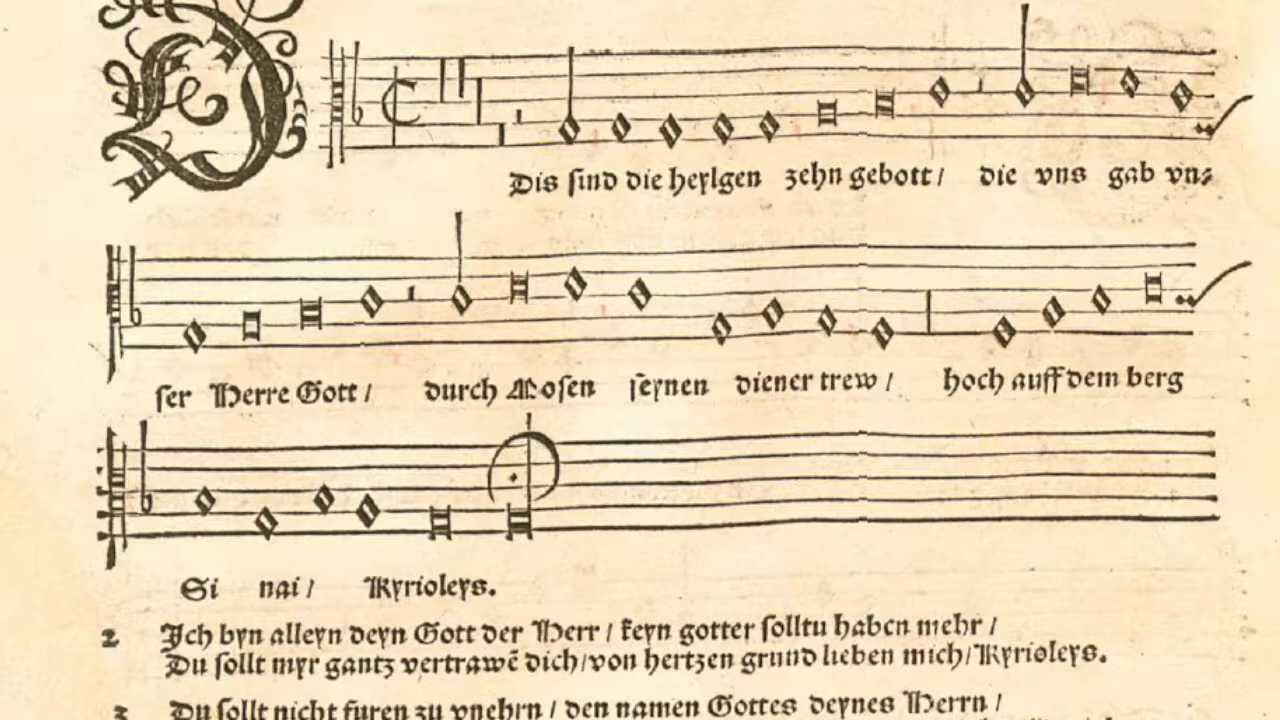 Dis sind die heylgen zehn gebott / die vns gab vn⸗
ser Herre Gott / durch Mosen seynen diener trew / hoch auff dem berg
Si nai / Kyrioleys.
2 Ich byn alleyn deyn Gott der Herr / keyn gotter solltu haben mehr /
Du sollt myr gantz vertrawẽ dich / von hertzen grund lieben mich / Kyrioleys.
3 Du sollt nicht furen zu vnehrn / den namen Gottes deynes Herrn /